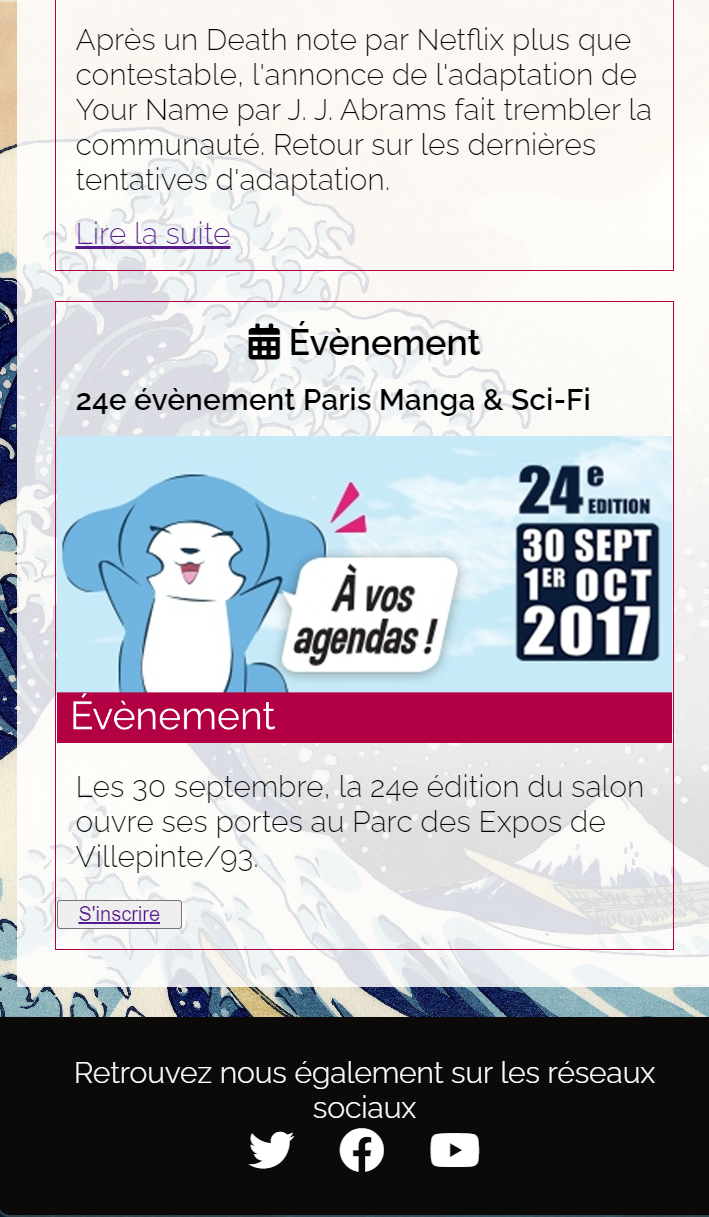 Après un Death note par Netflix plus que
contestable, l'annonce de l'adaptation de
Your Name par J. J. Abrams fait trembler la
communauté. Retour sur les dernières
tentatives d'adaptation.
Lire la suite
Évènement
24e évènement Paris Manga & Sci-Fi
24e EDITION
30 SEPT
1ER OCT
2017
À vos
agendas !
Évènement
Les 30 septembre, la 24e édition du salon
ouvre ses portes au Parc des Expos de
Villepinte/93.
S'inscrire
Retrouvez nous également sur les réseaux
sociaux